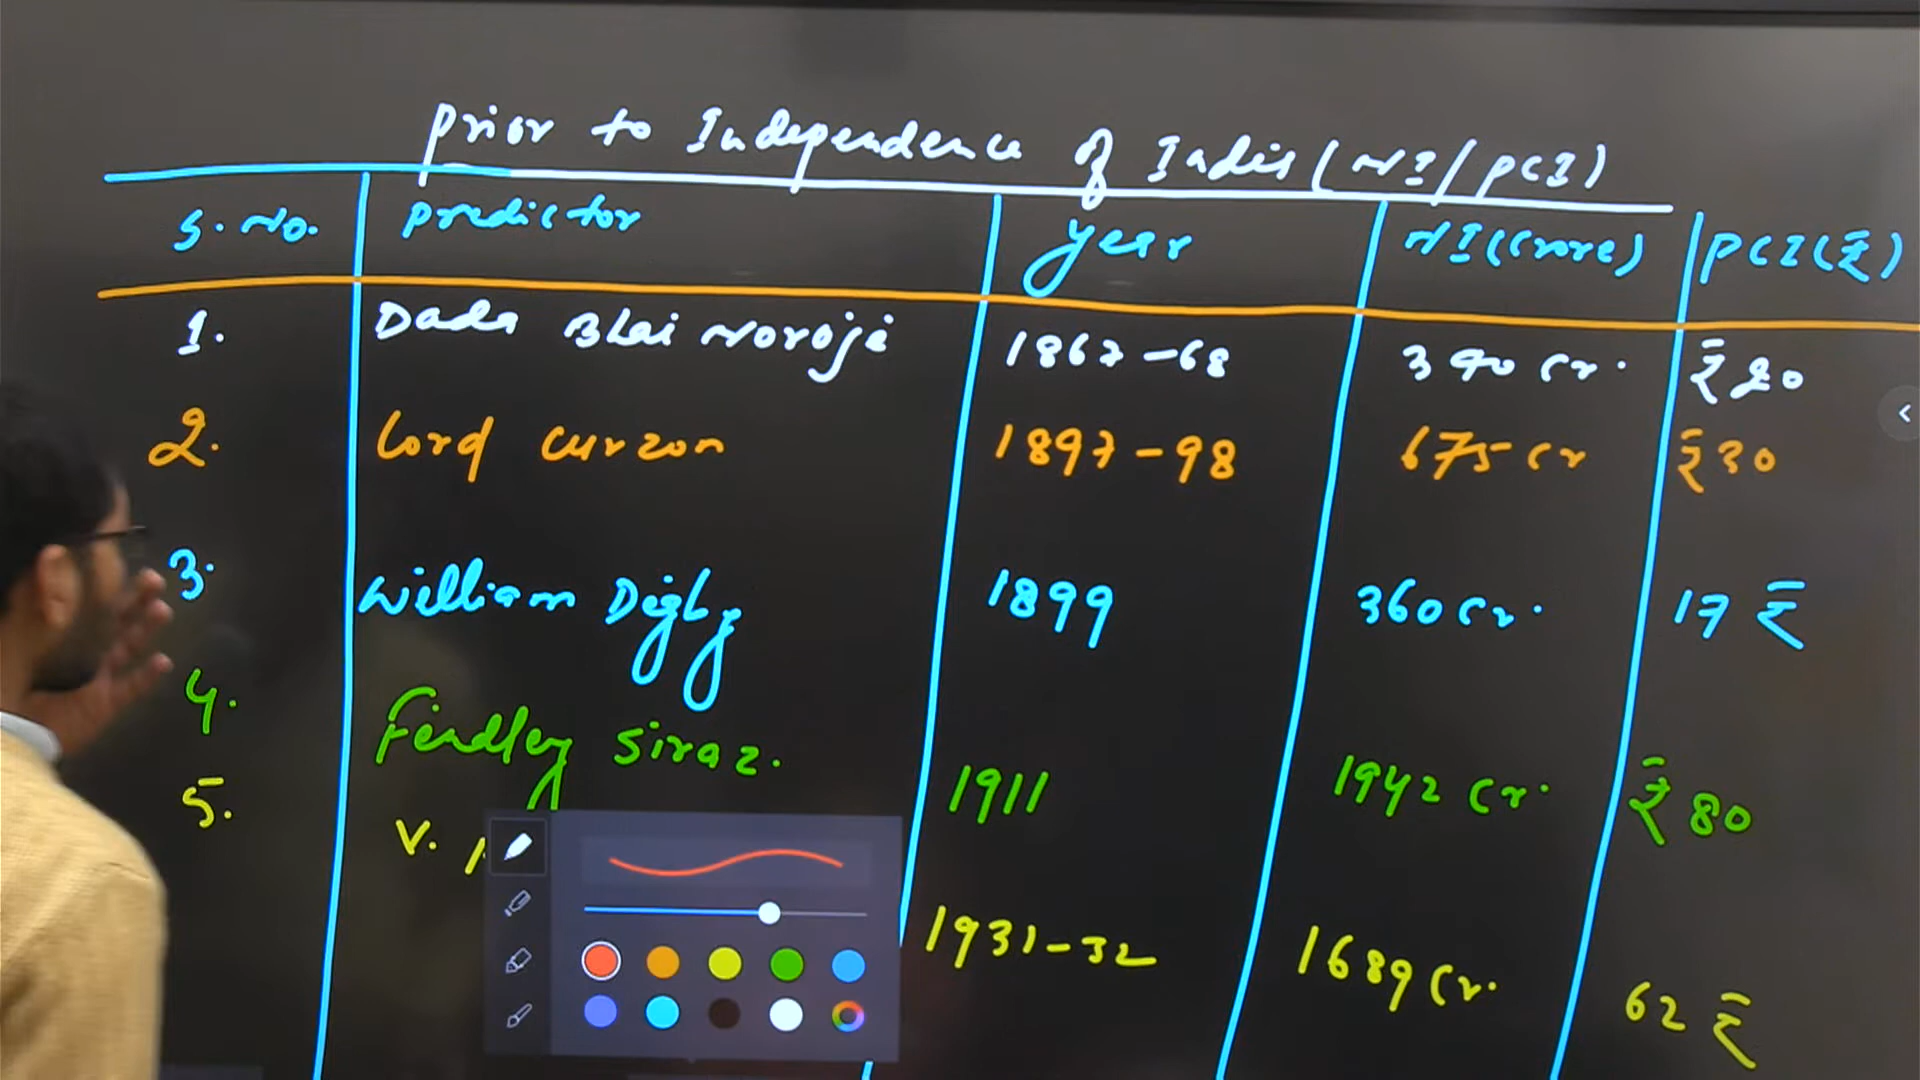 Prior to Independence of India (NI/PCI)
S. No. Predictor Year NI (Crore) PCI (₹)
1. Dada Bhai Noroji 1867-68 340 Cr. ₹20
2. Lord Curzon 1897-98 675 Cr ₹30
3. William Digby 1899 360 Cr. 17 ₹
4. Findley Siraz. 1911 1942 Cr. ₹80
5. V. 1931-32 1689 Cr. 62 ₹